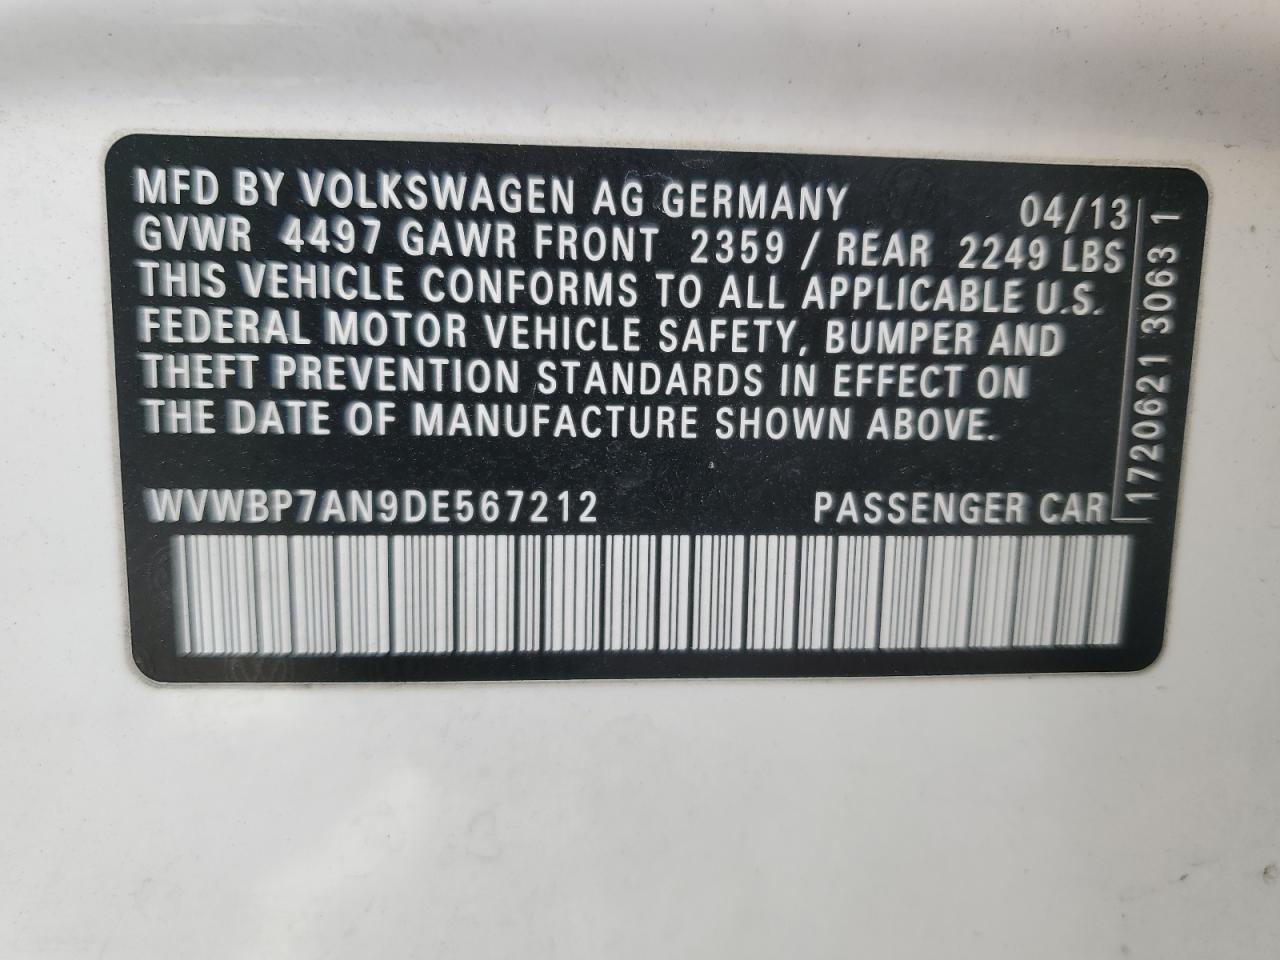 MFD BY VOLKSWAGEN AG GERMANY 04/13
GVWR 4497 GAWR FRONT 2359 / REAR 2249 LBS
THIS VEHICLE CONFORMS TO ALL APPLICABLE U.S.
FEDERAL MOTOR VEHICLE SAFETY, BUMPER AND
THEFT PREVENTION STANDARDS IN EFFECT ON
THE DATE OF MANUFACTURE SHOWN ABOVE.
WVWBP7AN9DE567212 PASSENGER CAR
1720621 3063 1